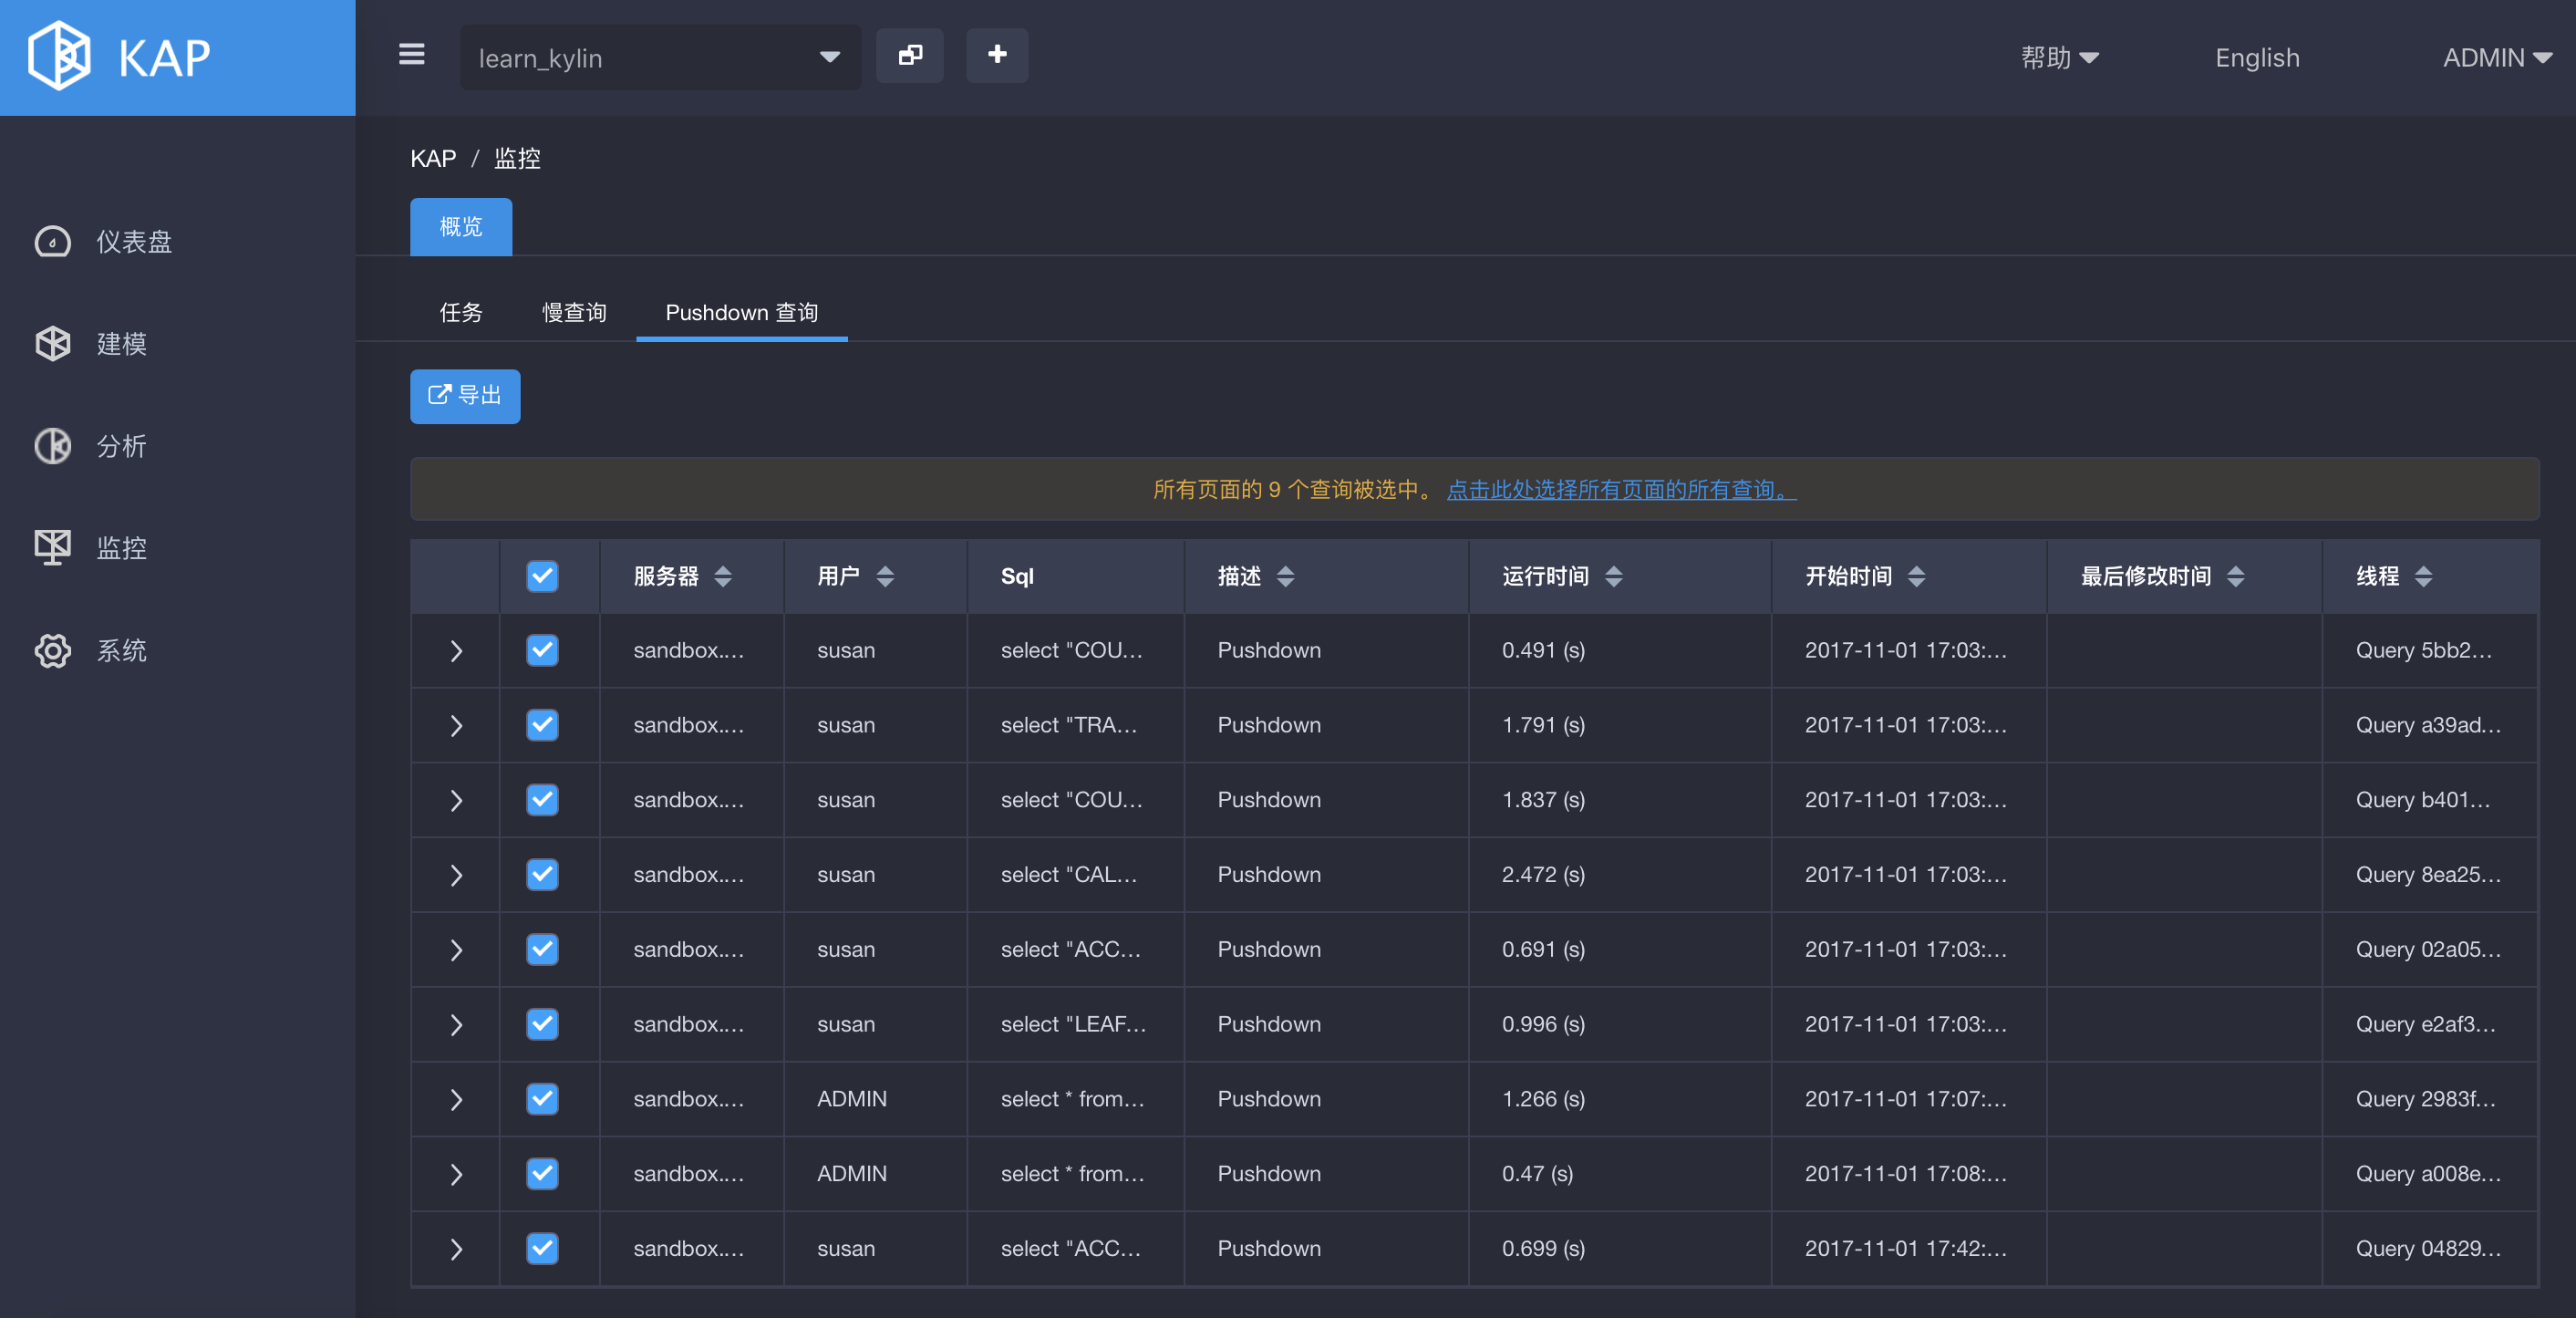 KAP
learn_kylin
帮助
English
ADMIN
仪表盘
建模
分析
监控
系统
KAP / 监控
概览
任务 慢查询 Pushdown 查询
导出
所有页面的 9 个查询被选中。 点击此处选择所有页面的所有查询。
服务器 用户 Sql 描述 运行时间 开始时间 最后修改时间 线程
sandbox.... susan select "COU... Pushdown 0.491 (s) 2017-11-01 17:03:... Query 5bb2...
sandbox.... susan select "TRA... Pushdown 1.791 (s) 2017-11-01 17:03:... Query a39ad...
sandbox.... susan select "COU... Pushdown 1.837 (s) 2017-11-01 17:03:... Query b401...
sandbox.... susan select "CAL... Pushdown 2.472 (s) 2017-11-01 17:03:... Query 8ea25...
sandbox.... susan select "ACC... Pushdown 0.691 (s) 2017-11-01 17:03:... Query 02a05...
sandbox.... susan select "LEAF... Pushdown 0.996 (s) 2017-11-01 17:03:... Query e2af3...
sandbox.... ADMIN select * from... Pushdown 1.266 (s) 2017-11-01 17:07:... Query 2983f...
sandbox.... ADMIN select * from... Pushdown 0.47 (s) 2017-11-01 17:08:... Query a008e...
sandbox.... susan select "ACC... Pushdown 0.699 (s) 2017-11-01 17:42:... Query 04829...